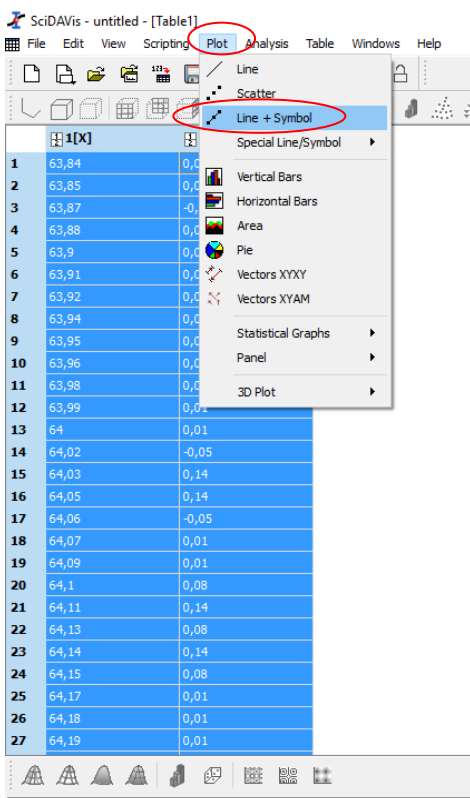 SciDAVis - untitled - [Table1]
File Edit View Scripting Plot Analysis Table Windows Help
Line
Scatter
Line + Symbol
Special Line/Symbol
Vertical Bars
Horizontal Bars
Area
Pie
Vectors XYXY
Vectors XYAM
Statistical Graphs
Panel
3D Plot
1[X]
1 63,84
2 63,85
3 63,87
4 63,88
5 63,9
6 63,91
7 63,92
8 63,94
9 63,95
10 63,96
11 63,98
12 63,99 0,01
13 64 0,01
14 64,02 -0,05
15 64,03 0,14
16 64,05 0,14
17 64,06 -0,05
18 64,07 0,01
19 64,09 0,01
20 64,1 0,08
21 64,11 0,14
22 64,13 0,08
23 64,14 0,14
24 64,15 0,08
25 64,17 0,01
26 64,18 0,01
27 64,19 0,01